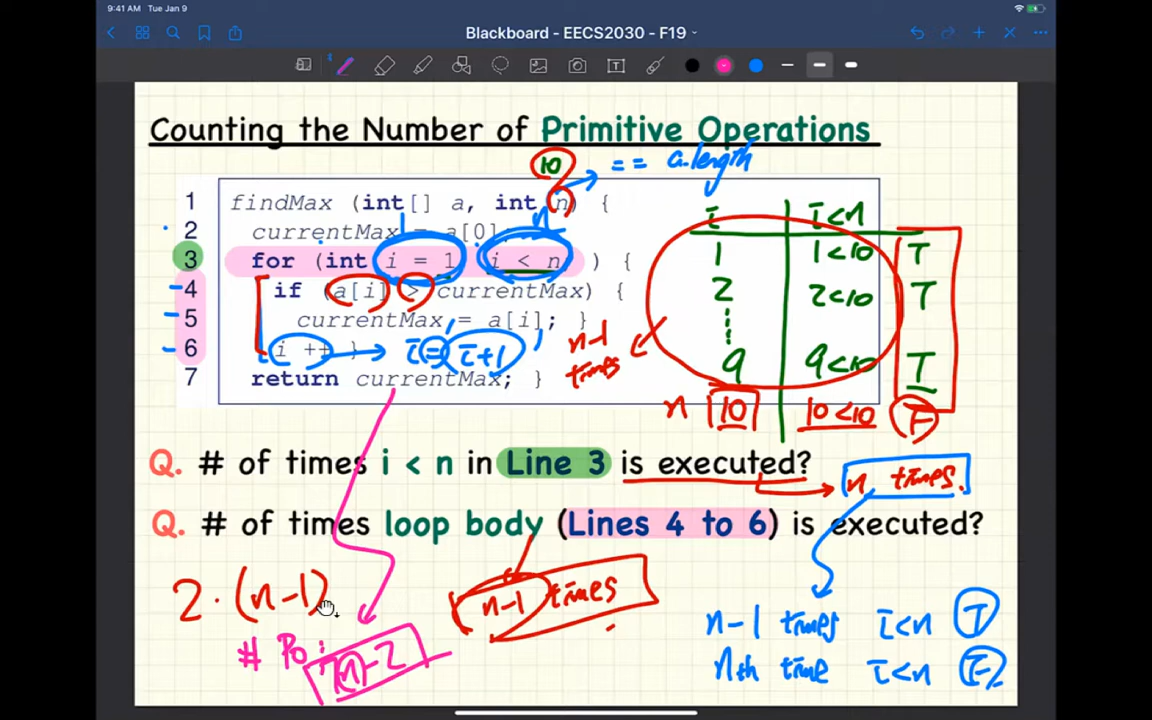 9:41 AM Tue Jan 9
Blackboard - EECS2030 - F19
Counting the Number of Primitive Operations
10 == a.length
1 findMax (int[] a, int n) {
2 currentMax = a[0];
3 for (int i = 1; i < n; ) {
4 if (a[i] > currentMax) {
5 currentMax = a[i]; }
6 i ++ } i = i+1
7 return currentMax; }
i i<n
1 1<10 T
2 2<10 T
9 9<10 T
n 10 10<10 F
n-1
times
Q. # of times i < n in Line 3 is executed?
n times.
Q. # of times loop body (Lines 4 to 6) is executed?
n-1 times
2 · (n-1)
# PO:
n-1 times i<n T
nth time i<n F